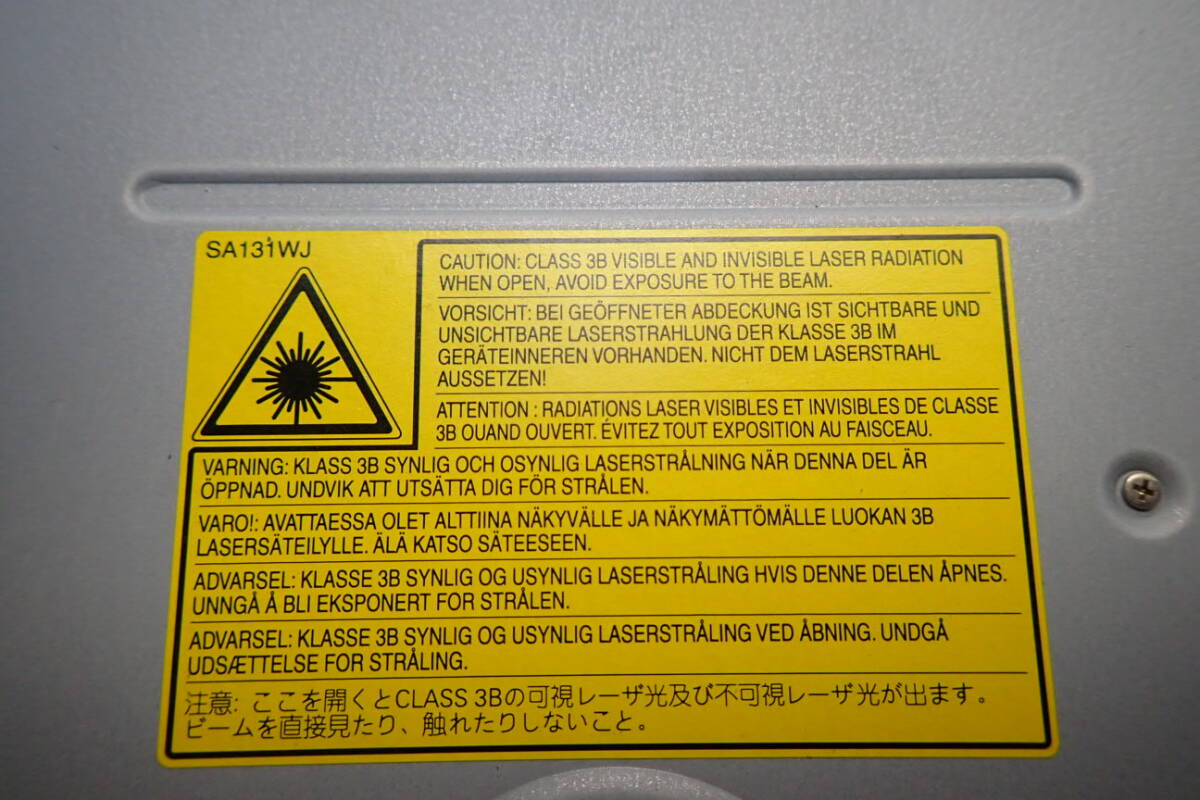 SA131WJ
CAUTION: CLASS 3B VISIBLE AND INVISIBLE LASER RADIATION
WHEN OPEN, AVOID EXPOSURE TO THE BEAM.
VORSICHT: BEI GEÖFFNETER ABDECKUNG IST SICHTBARE UND
UNSICHTBARE LASERSTRAHLUNG DER KLASSE 3B IM
GERÄTEINNEREN VORHANDEN. NICHT DEM LASERSTRAHL
AUSSETZEN!
ATTENTION : RADIATIONS LASER VISIBLES ET INVISIBLES DE CLASSE
3B OUAND OUVERT. ÉVITEZ TOUT EXPOSITION AU FAISCEAU.
VARNING: KLASS 3B SYNLIG OCH OSYNLIG LASERSTRÅLNING NÄR DENNA DEL ÄR
ÖPPNAD. UNDVIK ATT UTSÄTTA DIG FÖR STRÅLEN.
VARO!: AVATTAESSA OLET ALTTIINA NÄKYVÄLLE JA NÄKYMÄTTÖMÄLLE LUOKAN 3B
LASERSÄTEILYLLE. ÄLÄ KATSO SÄTEESEEN.
ADVARSEL: KLASSE 3B SYNLIG OG USYNLIG LASERSTRÅLING HVIS DENNE DELEN ÅPNES.
UNNGÅ Å BLI EKSPONERT FOR STRÅLEN.
ADVARSEL: KLASSE 3B SYNLIG OG USYNLIG LASERSTRÅLING VED ÅBNING. UNDGÅ
UDSÆTTELSE FOR STRÅLING.
注意: ここを開くとCLASS 3Bの可視レーザ光及び不可視レーザ光が出ます。
ビームを直接見たり、触れたりしないこと。